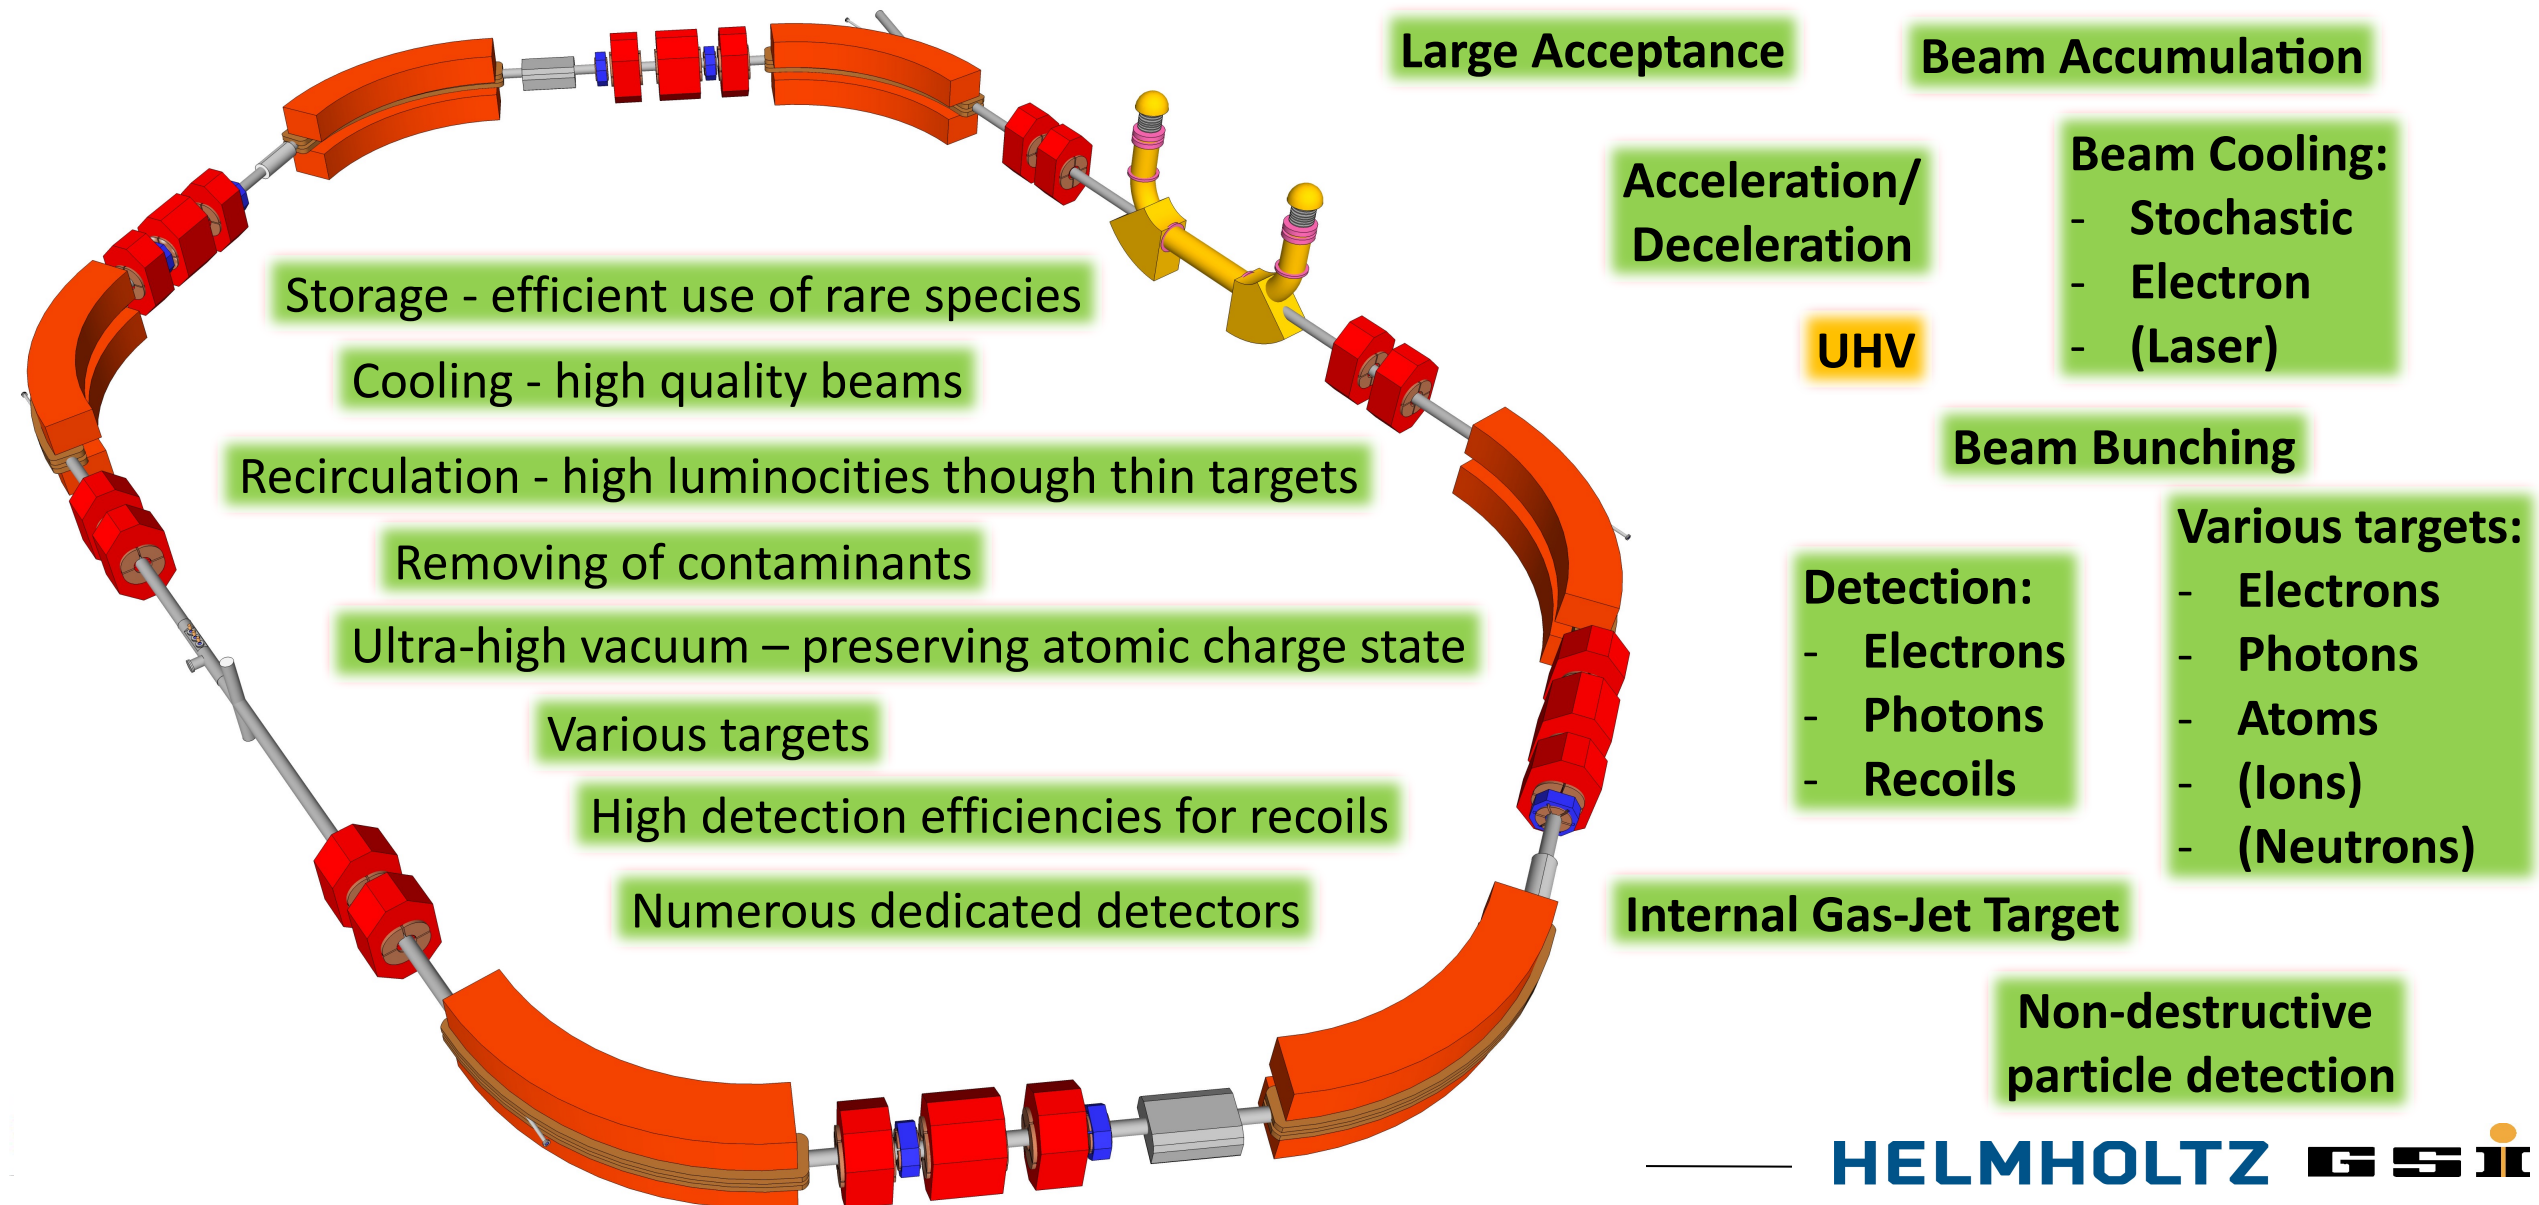 Storage - efficient use of rare species
Cooling - high quality beams
Recirculation - high luminocities though thin targets
Removing of contaminants
Ultra-high vacuum – preserving atomic charge state
Various targets
High detection efficiencies for recoils
Numerous dedicated detectors
Large Acceptance
Beam Accumulation
Acceleration/
Deceleration
Beam Cooling:
- Stochastic
- Electron
- (Laser)
UHV
Beam Bunching
Detection:
- Electrons
- Photons
- Recoils
Various targets:
- Electrons
- Photons
- Atoms
- (Ions)
- (Neutrons)
Internal Gas-Jet Target
Non-destructive
particle detection
HELMHOLTZ
GSI